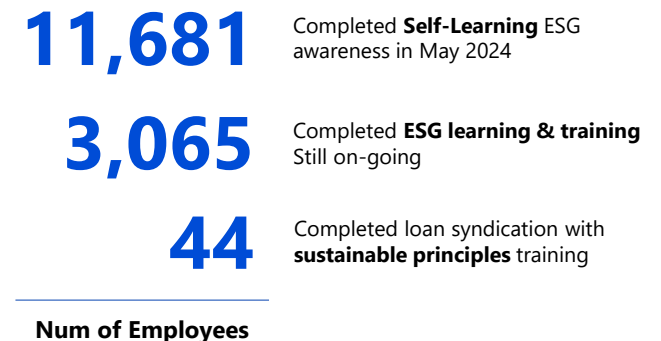 11,681
Completed Self-Learning ESG
awareness in May 2024
3,065
Completed ESG learning & training
Still on-going
44
Completed loan syndication with
sustainable principles training
Num of Employees